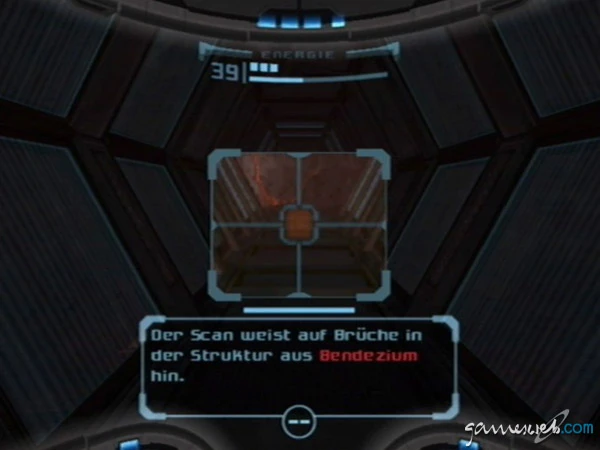 ENERGIE
39
Der Scan weist auf Brüche in
der Struktur aus Bendezium
hin.
gamesweb.com